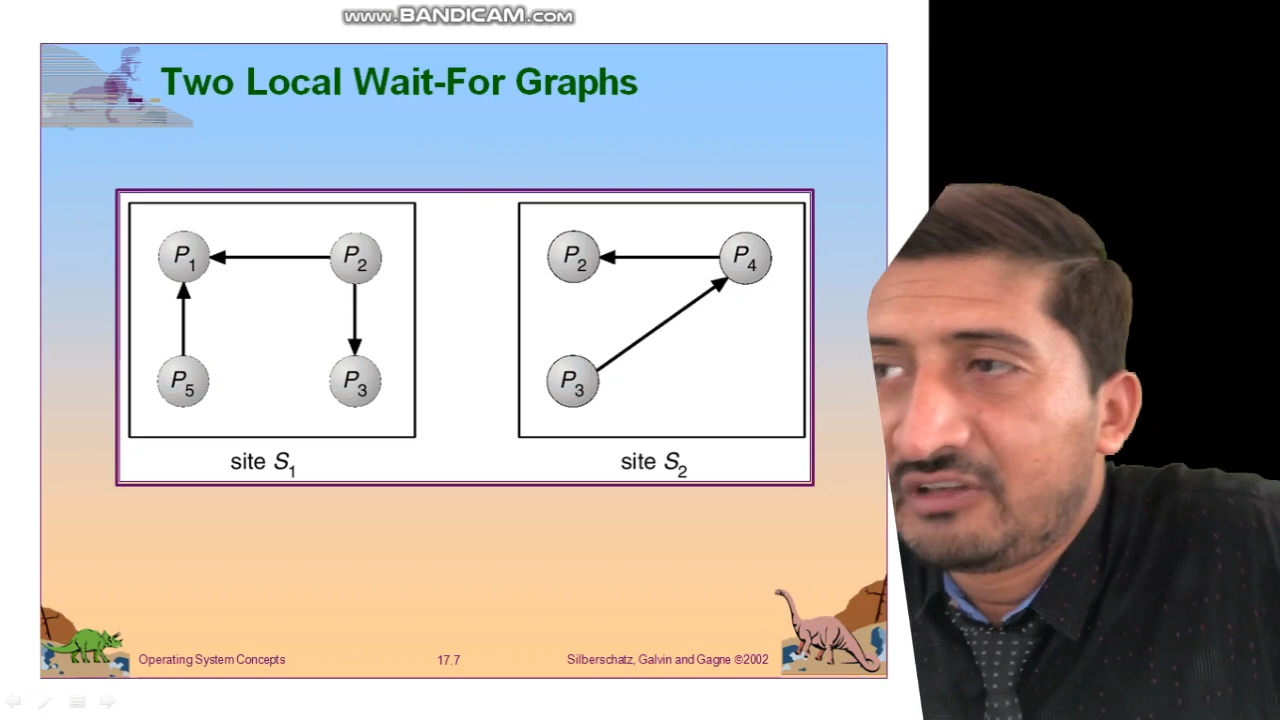 www.BANDICAM.com
Two Local Wait-For Graphs
P1
P2
P5
P3
site S1
P2
P4
P3
site S2
Operating System Concepts
17.7
Silberschatz, Galvin and Gagne ©2002